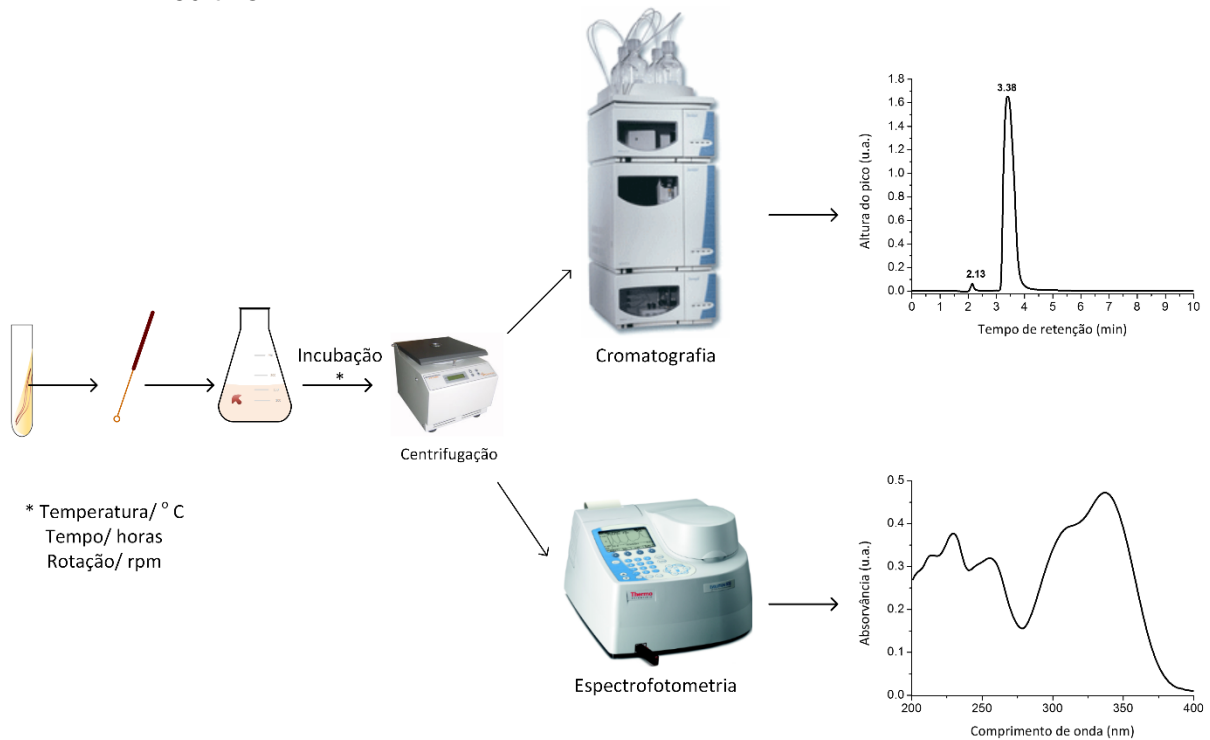 Incubação
*
Centrifugação
* Temperatura/ ° C
Tempo/ horas
Rotação/ rpm
Cromatografia
Altura do pico (u.a.)
1.8
1.6
1.4
1.2
1.0
0.8
0.6
0.4
0.2
0.0
3.38
2.13
0 1 2 3 4 5 6 7 8 9 10
Tempo de retenção (min)
Thermo
Espectrofotometria
Absorvância (u.a.)
0.5
0.4
0.3
0.2
0.1
0.0
200 250 300 350 400
Comprimento de onda (nm)